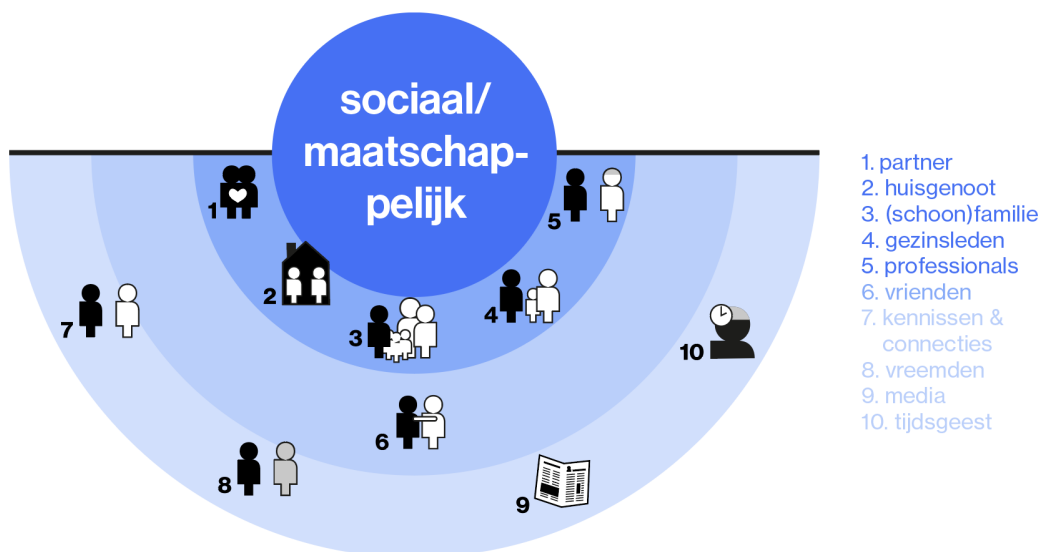 sociaal/
maatschap-
pelijk
1
2
3
4
5
6
7
8
9
10
1. partner
2. huisgenoot
3. (schoon)familie
4. gezinsleden
5. professionals
6. vrienden
7. kennissen &
connecties
8. vreemden
9. media
10. tijdsgeest